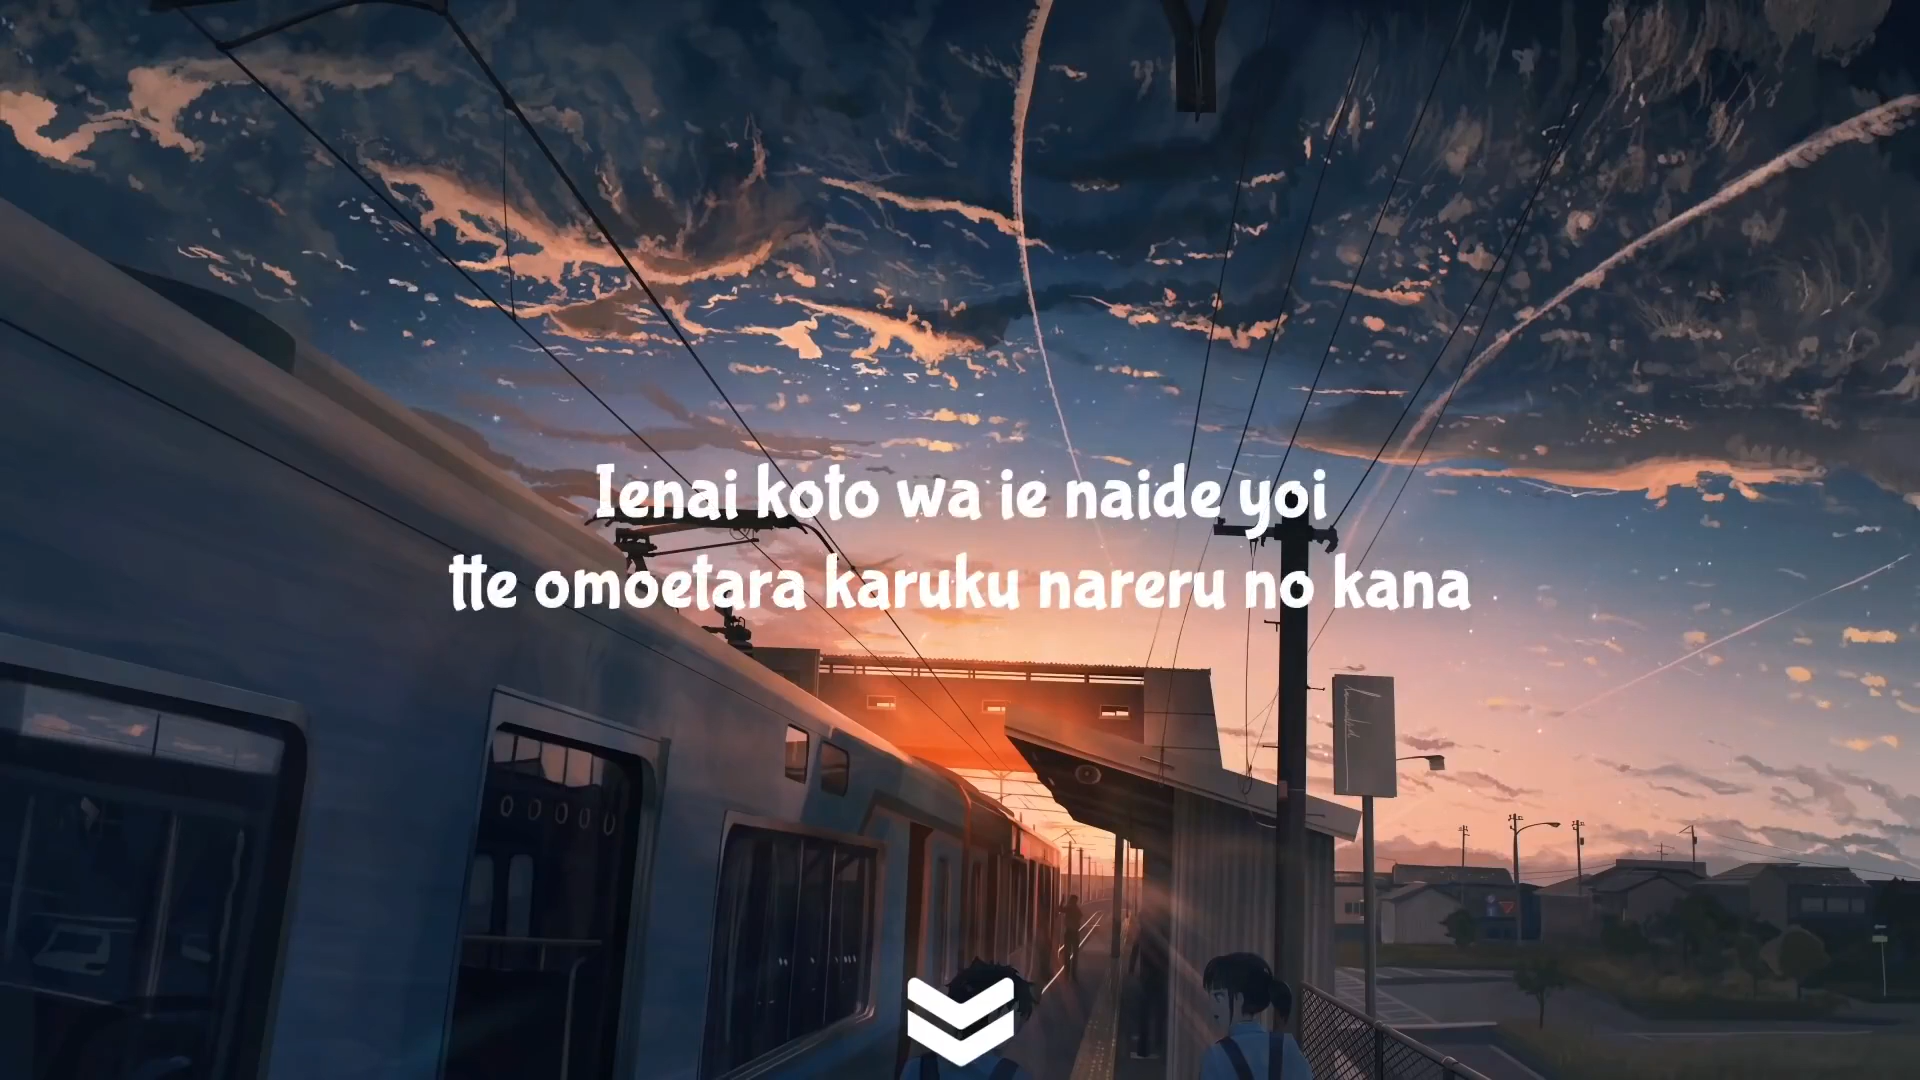 Ienai koto wa ie naide yoi
tte omoetara karuku nareru no kana